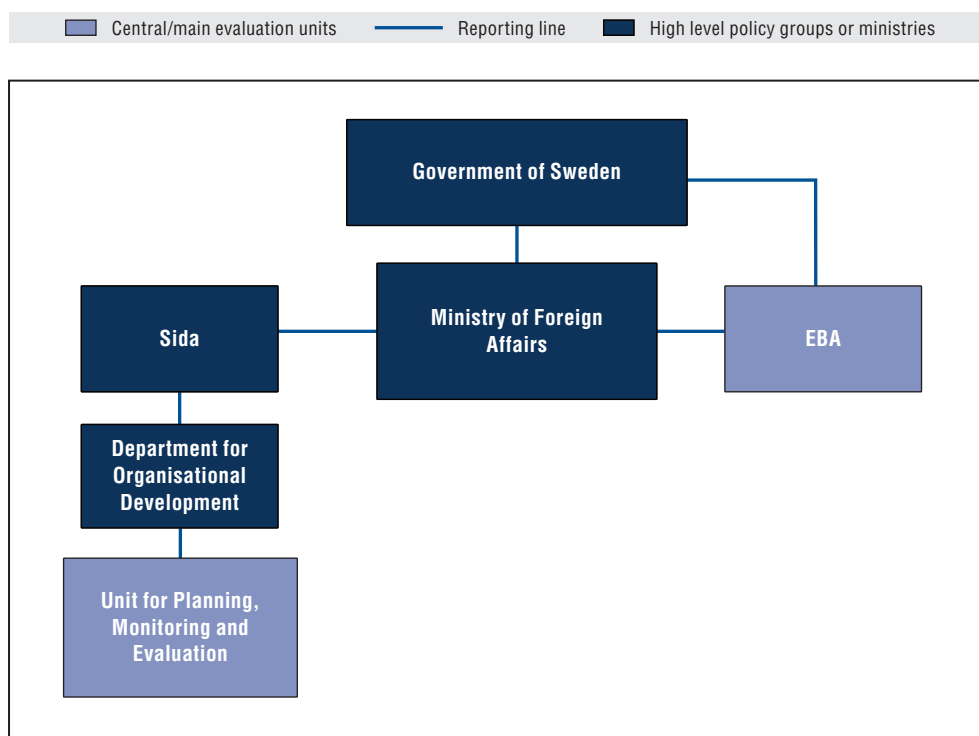 Central/main evaluation units
Reporting line
High level policy groups or ministries
Government of Sweden
Sida
Ministry of Foreign
Affairs
EBA
Department for
Organisational
Development
Unit for Planning,
Monitoring and
Evaluation